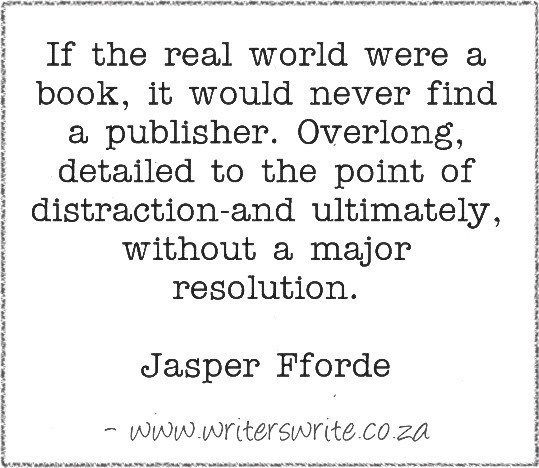 If the real world were a
book, it would never find
a publisher. Overlong,
detailed to the point of
distraction-and ultimately,
without a major
resolution.
Jasper Fforde
- www.writerswrite.co.za